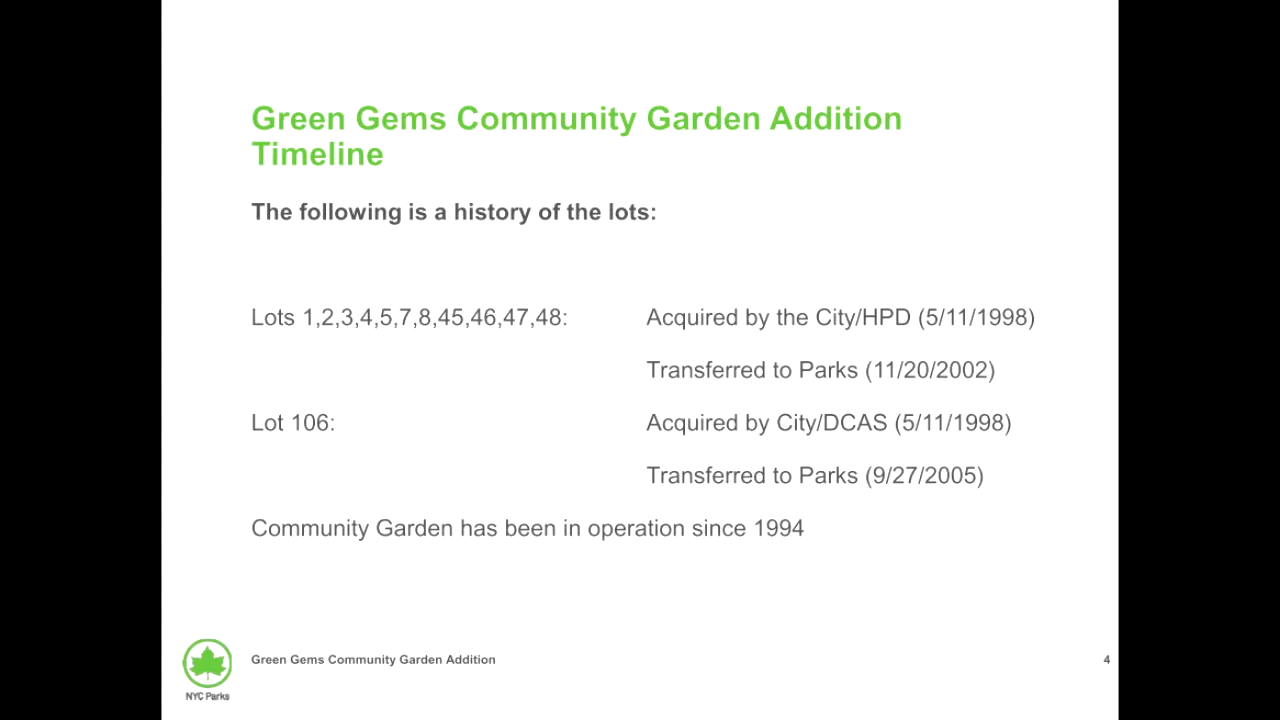 Green Gems Community Garden Addition
Timeline
The following is a history of the lots:
Lots 1,2,3,4,5,7,8,45,46,47,48: Acquired by the City/HPD (5/11/1998)
Transferred to Parks (11/20/2002)
Lot 106: Acquired by City/DCAS (5/11/1998)
Transferred to Parks (9/27/2005)
Community Garden has been in operation since 1994
Green Gems Community Garden Addition 4
NYC Parks